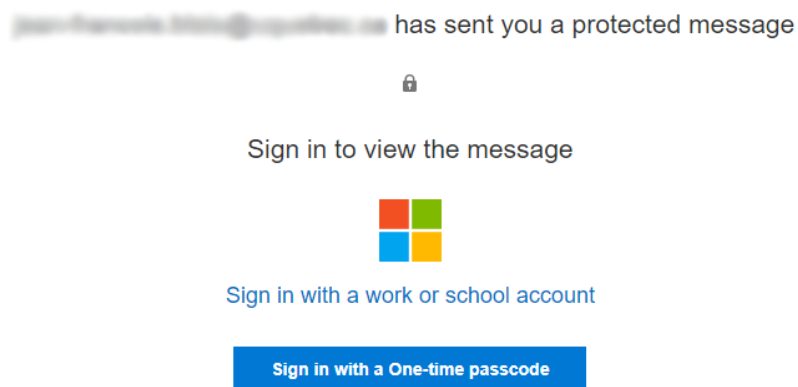 has sent you a protected message
Sign in to view the message
Sign in with a work or school account
Sign in with a One-time passcode